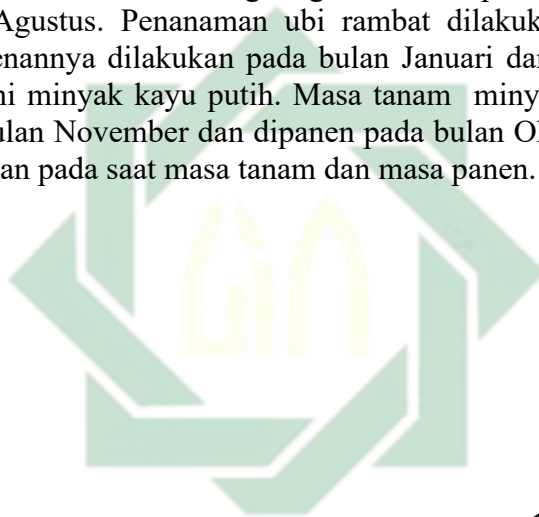 Agustus. Penanaman ubi rambat dilakuk
enannya dilakukan pada bulan Januari dar
ni minyak kayu putih. Masa tanam miny
ulan November dan dipanen pada bulan O
an pada saat masa tanam dan masa panen.